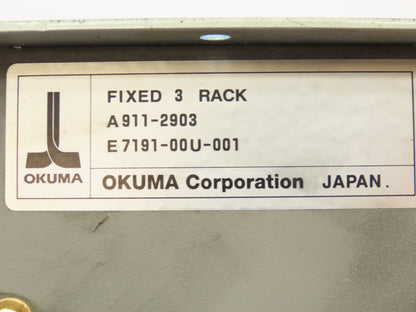 FIXED 3 RACK
A911-2903
E7191-00U-001
OKUMA
OKUMA Corporation JAPAN.